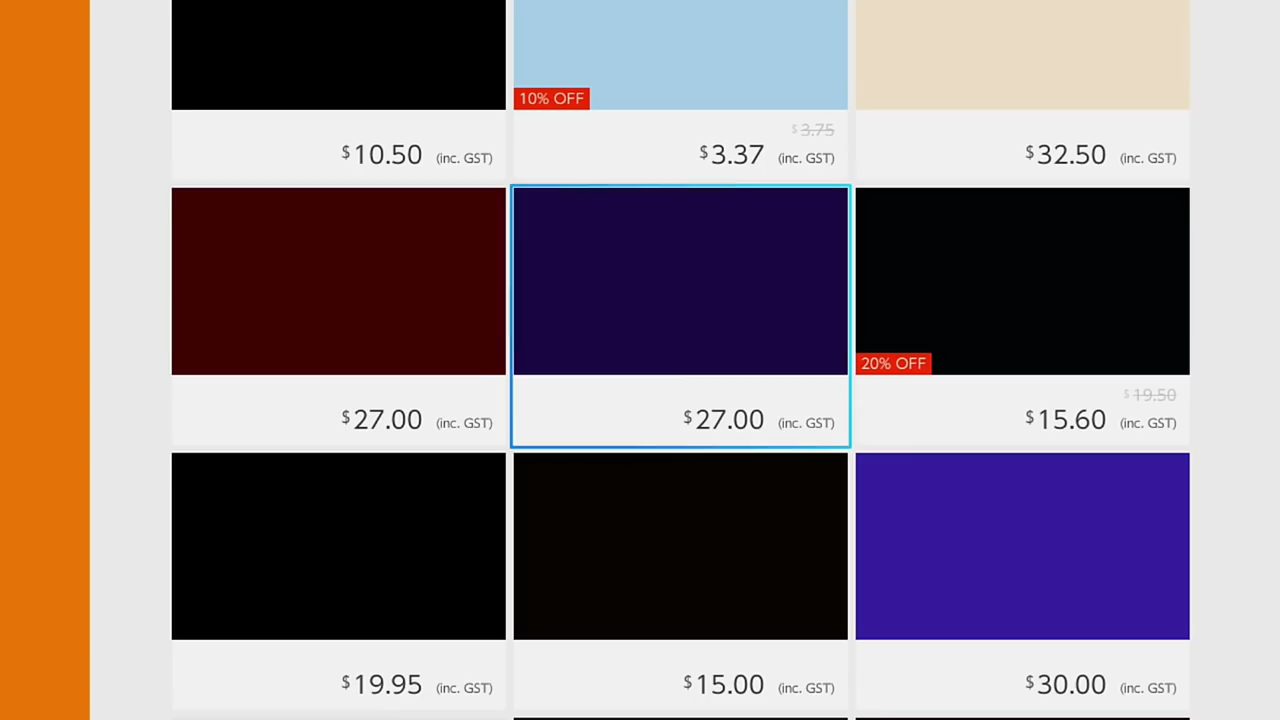 10% OFF
$3.75
$10.50 (inc. GST)
$3.37 (inc. GST)
$32.50 (inc. GST)
20% OFF
$19.50
$27.00 (inc. GST)
$27.00 (inc. GST)
$15.60 (inc. GST)
$19.95 (inc. GST)
$15.00 (inc. GST)
$30.00 (inc. GST)